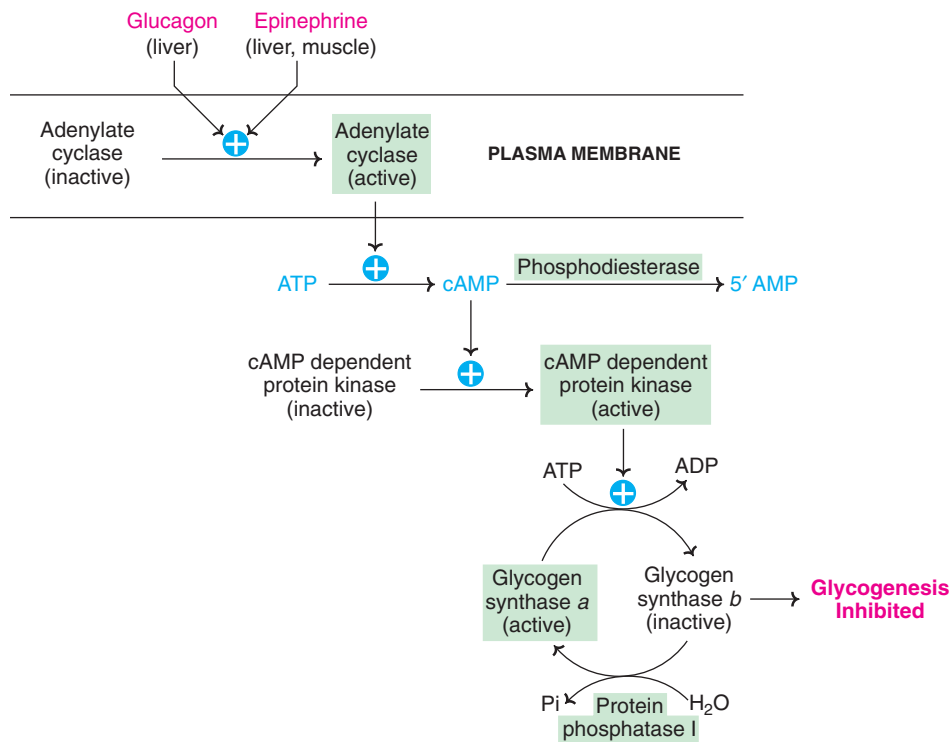 Glucagon
(liver)
Epinephrine
(liver, muscle)
Adenylate
cyclase
(inactive)
Adenylate
cyclase
(active)
PLASMA MEMBRANE
ATP
cAMP
Phosphodiesterase
5′ AMP
cAMP dependent
protein kinase
(inactive)
cAMP dependent
protein kinase
(active)
ATP
ADP
Glycogen
synthase a
(active)
Glycogen
synthase b
(inactive)
Glycogenesis
Inhibited
Pi
Protein
phosphatase I
H₂O